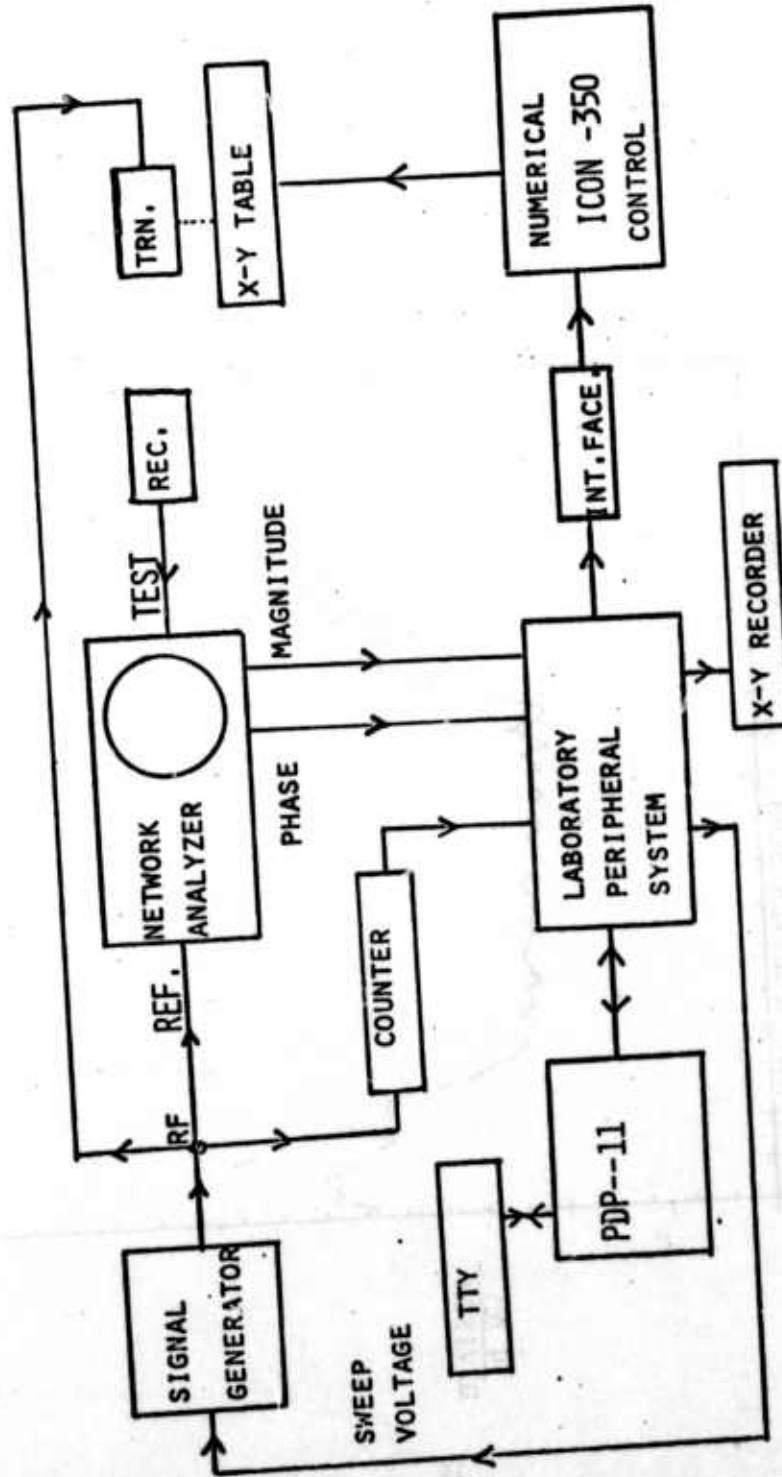 SIGNAL
GENERATOR
SWEEP
VOLTAGE
RF
REF.
NETWORK
ANALYZER
TEST
REC.
TRN.
X-Y TABLE
PHASE
MAGNITUDE
COUNTER
TTY
PDP--11
LABORATORY
PERIPHERAL
SYSTEM
INT.FACE.
NUMERICAL
ICON -350
CONTROL
X-Y RECORDER